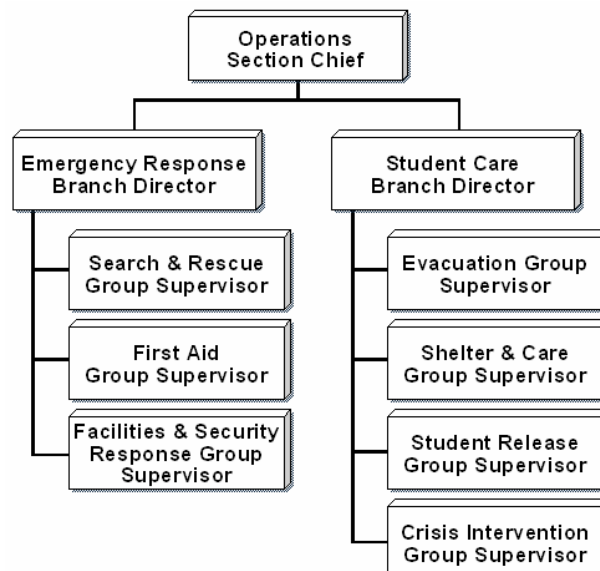 Operations
Section Chief
Emergency Response
Branch Director
Student Care
Branch Director
Search & Rescue
Group Supervisor
First Aid
Group Supervisor
Facilities & Security
Response Group
Supervisor
Evacuation Group
Supervisor
Shelter & Care
Group Supervisor
Student Release
Group Supervisor
Crisis Intervention
Group Supervisor